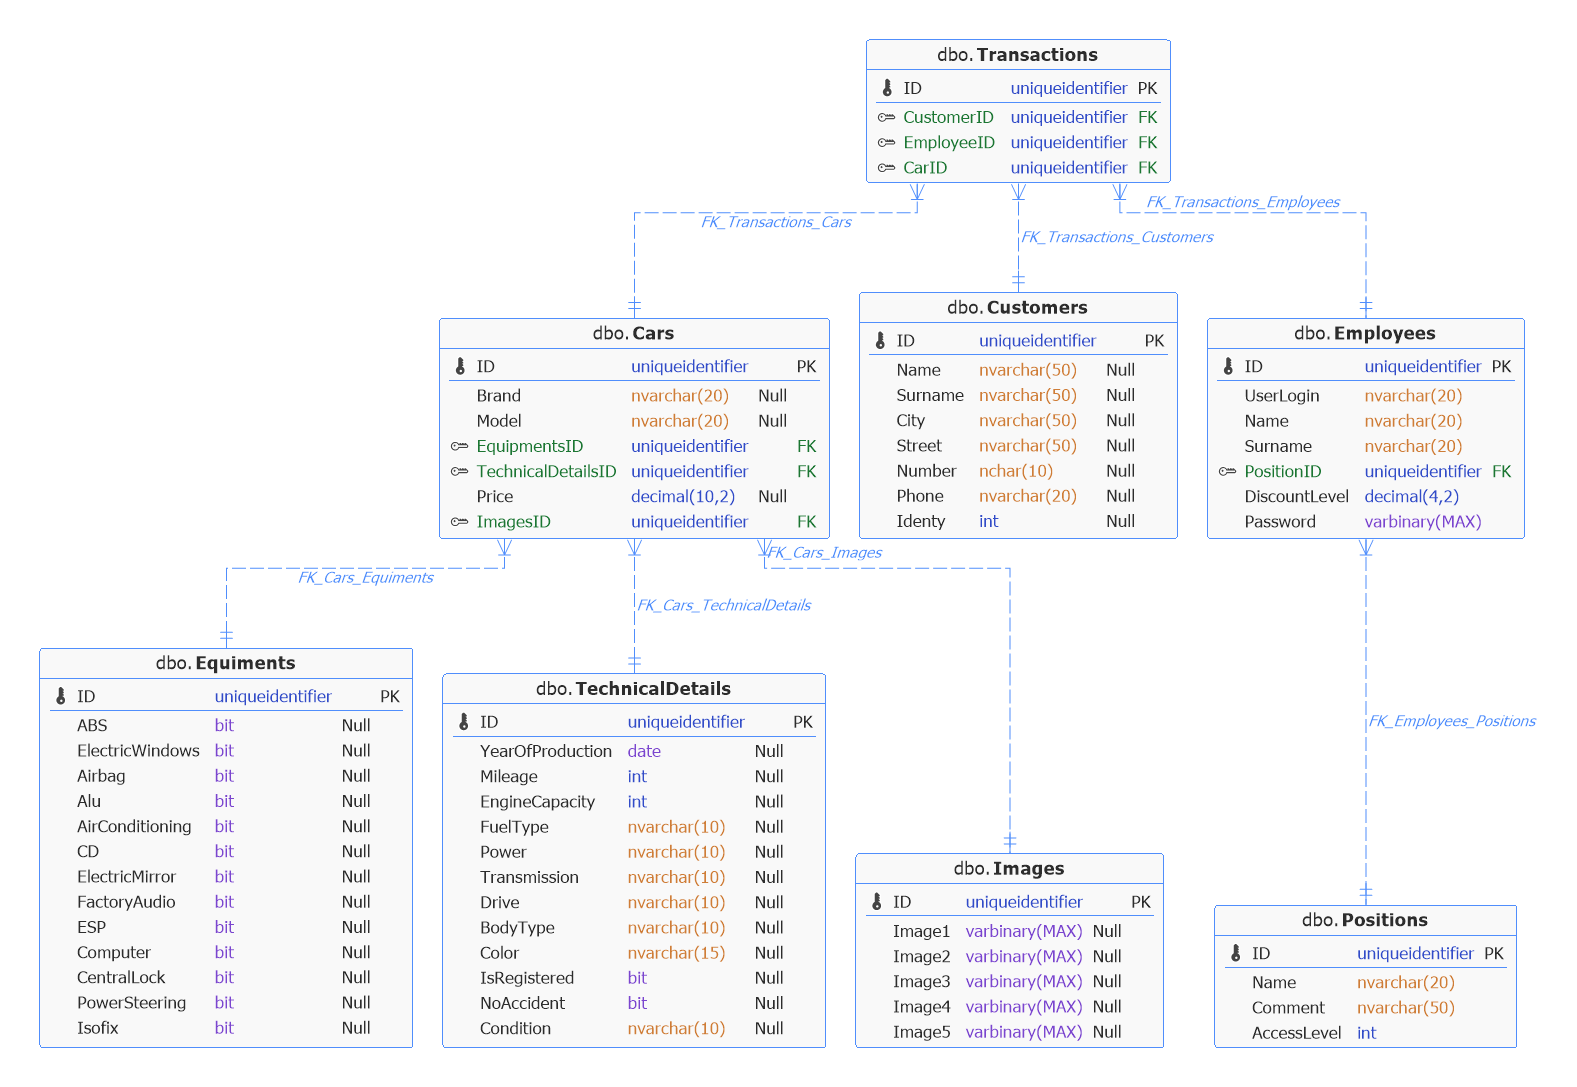 dbo.Transactions
ID uniqueidentifier PK
CustomerID uniqueidentifier FK
EmployeeID uniqueidentifier FK
CarID uniqueidentifier FK
FK_Transactions_Cars
FK_Transactions_Customers
FK_Transactions_Employees
dbo.Cars
ID uniqueidentifier PK
Brand nvarchar(20) Null
Model nvarchar(20) Null
EquipmentsID uniqueidentifier FK
TechnicalDetailsID uniqueidentifier FK
Price decimal(10,2) Null
ImagesID uniqueidentifier FK
dbo.Customers
ID uniqueidentifier PK
Name nvarchar(50) Null
Surname nvarchar(50) Null
City nvarchar(50) Null
Street nvarchar(50) Null
Number nchar(10) Null
Phone nvarchar(20) Null
Identy int Null
dbo.Employees
ID uniqueidentifier PK
UserLogin nvarchar(20)
Name nvarchar(20)
Surname nvarchar(20)
PositionID uniqueidentifier FK
DiscountLevel decimal(4,2)
Password varbinary(MAX)
FK_Cars_Equiments
FK_Cars_TechnicalDetails
FK_Cars_Images
FK_Employees_Positions
dbo.Equiments
ID uniqueidentifier PK
ABS bit Null
ElectricWindows bit Null
Airbag bit Null
Alu bit Null
AirConditioning bit Null
CD bit Null
ElectricMirror bit Null
FactoryAudio bit Null
ESP bit Null
Computer bit Null
CentralLock bit Null
PowerSteering bit Null
Isofix bit Null
dbo.TechnicalDetails
ID uniqueidentifier PK
YearOfProduction date Null
Mileage int Null
EngineCapacity int Null
FuelType nvarchar(10) Null
Power nvarchar(10) Null
Transmission nvarchar(10) Null
Drive nvarchar(10) Null
BodyType nvarchar(10) Null
Color nvarchar(15) Null
IsRegistered bit Null
NoAccident bit Null
Condition nvarchar(10) Null
dbo.Images
ID uniqueidentifier PK
Image1 varbinary(MAX) Null
Image2 varbinary(MAX) Null
Image3 varbinary(MAX) Null
Image4 varbinary(MAX) Null
Image5 varbinary(MAX) Null
dbo.Positions
ID uniqueidentifier PK
Name nvarchar(20)
Comment nvarchar(50)
AccessLevel int